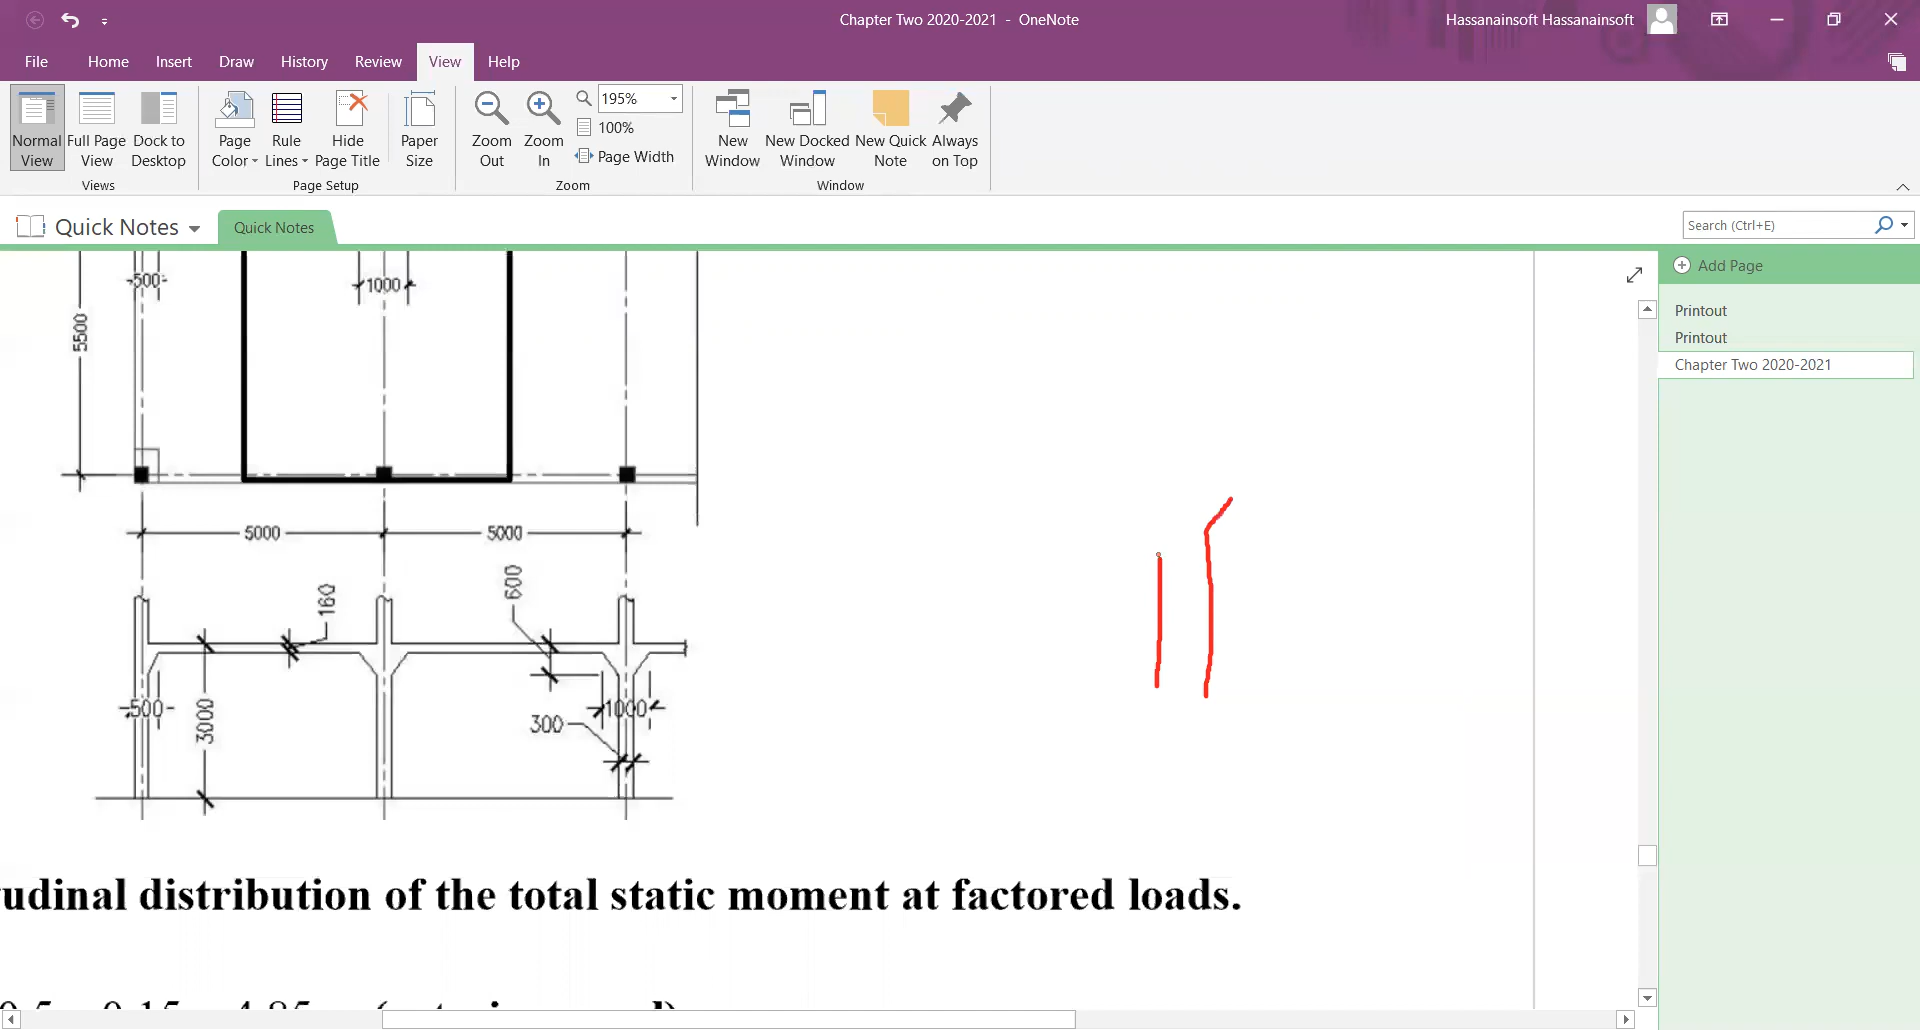 Chapter Two 2020-2021 - OneNote
Hassanainsoft Hassanainsoft
File Home Insert Draw History Review View Help
Normal View
Full Page View
Dock to Desktop
Page Color
Rule Lines
Hide Page Title
Paper Size
Zoom Out
Zoom In
195%
100%
Page Width
New Window
New Docked Window
New Quick Note
Always on Top
Views
Page Setup
Zoom
Window
Quick Notes
Quick Notes
Search (Ctrl+E)
Add Page
Printout
Printout
Chapter Two 2020-2021
500
1000
5500
5000
5000
160
600
500
3000
300
1000
udinal distribution of the total static moment at factored loads.